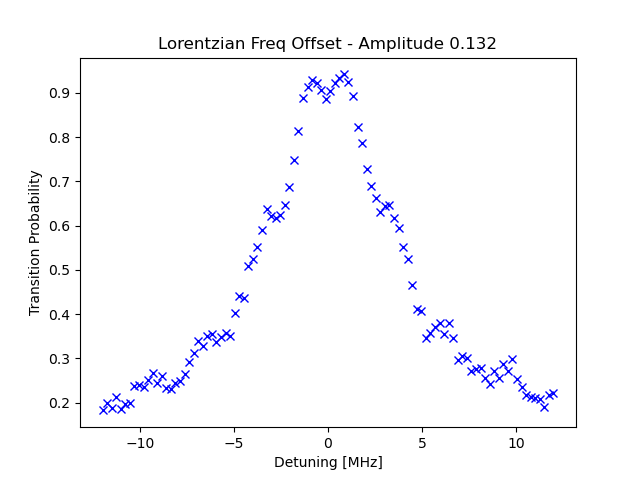 Lorentzian Freq Offset - Amplitude 0.132
Transition Probability
0.9
0.8
0.7
0.6
0.5
0.4
0.3
0.2
−10 −5 0 5 10
Detuning [MHz]